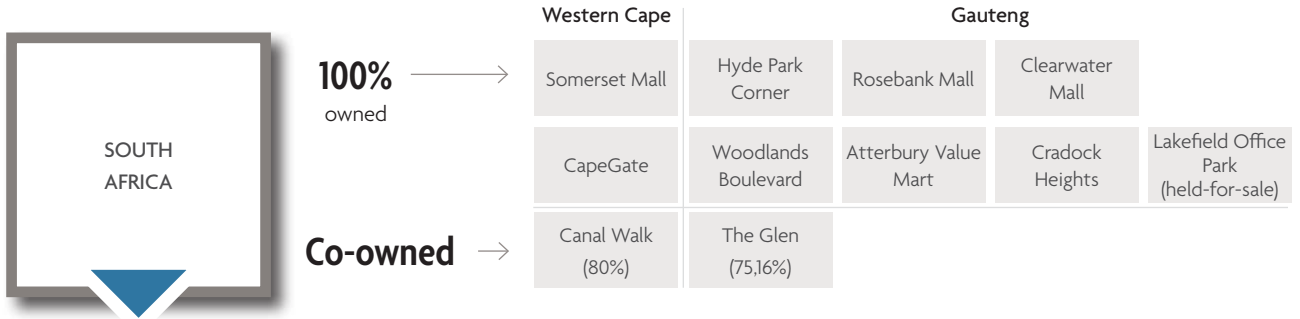 Western Cape
Gauteng
SOUTH
AFRICA
100%
owned
Somerset Mall
Hyde Park
Corner
Rosebank Mall
Clearwater
Mall
CapeGate
Woodlands
Boulevard
Atterbury Value
Mart
Cradock
Heights
Lakefield Office
Park
(held-for-sale)
Co-owned
Canal Walk
(80%)
The Glen
(75,16%)